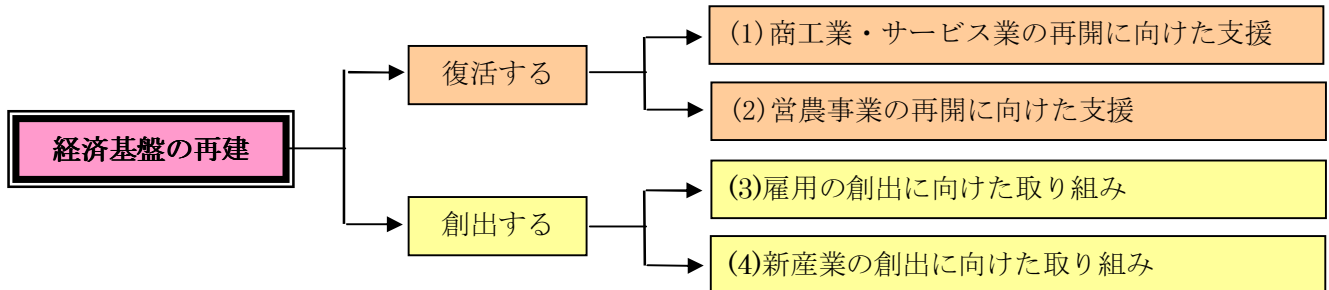 経済基盤の再建
復活する
(1)商工業・サービス業の再開に向けた支援
(2)営農事業の再開に向けた支援
創出する
(3)雇用の創出に向けた取り組み
(4)新産業の創出に向けた取り組み